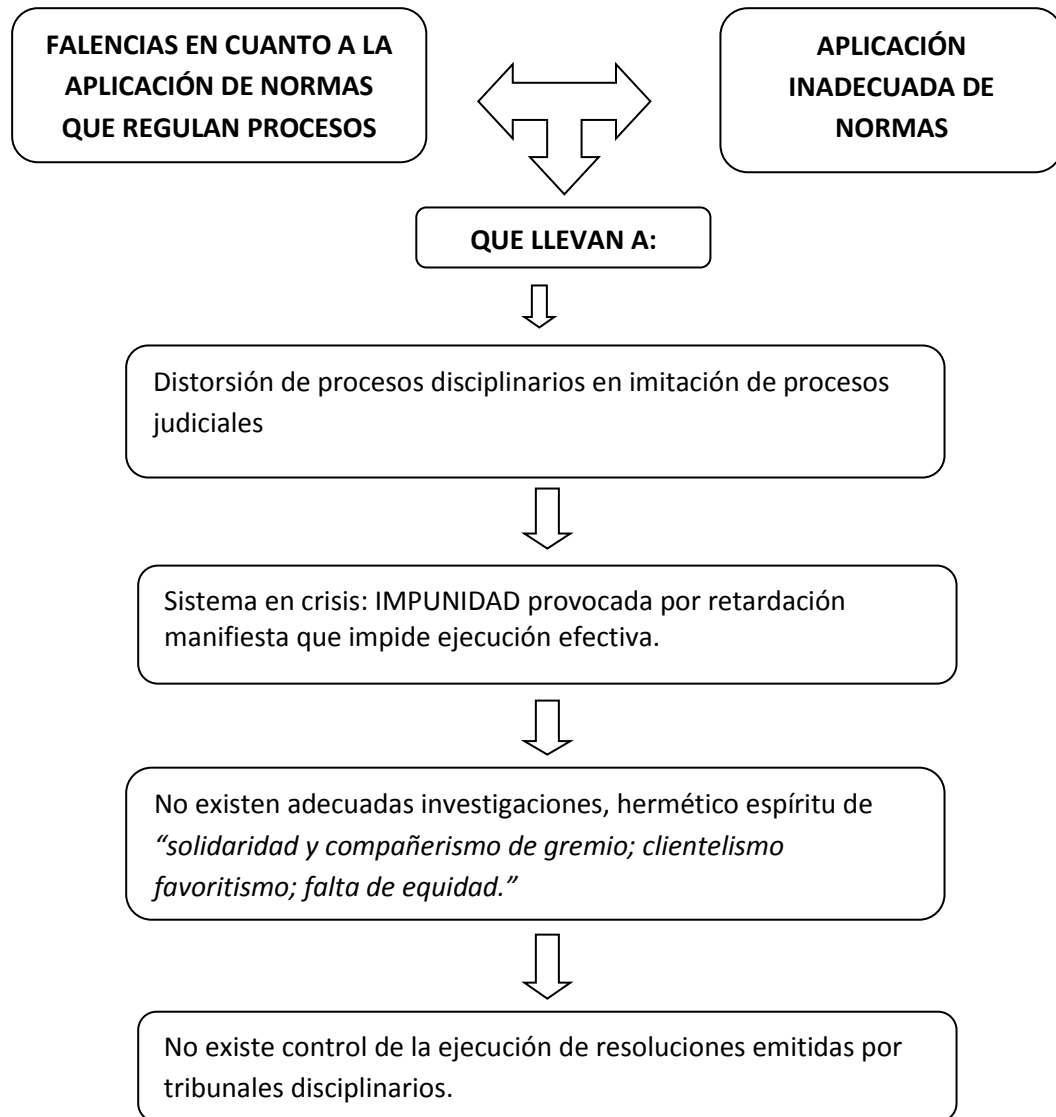 FALENCIAS EN CUANTO A LA
APLICACIÓN DE NORMAS
QUE REGULAN PROCESOS
APLICACIÓN
INADECUADA DE
NORMAS
QUE LLEVAN A:
Distorsión de procesos disciplinarios en imitación de procesos
judiciales
Sistema en crisis: IMPUNIDAD provocada por retardación
manifiesta que impide ejecución efectiva.
No existen adecuadas investigaciones, hermético espíritu de
“solidaridad y compañerismo de gremio; clientelismo
favoritismo; falta de equidad.”
No existe control de la ejecución de resoluciones emitidas por
tribunales disciplinarios.